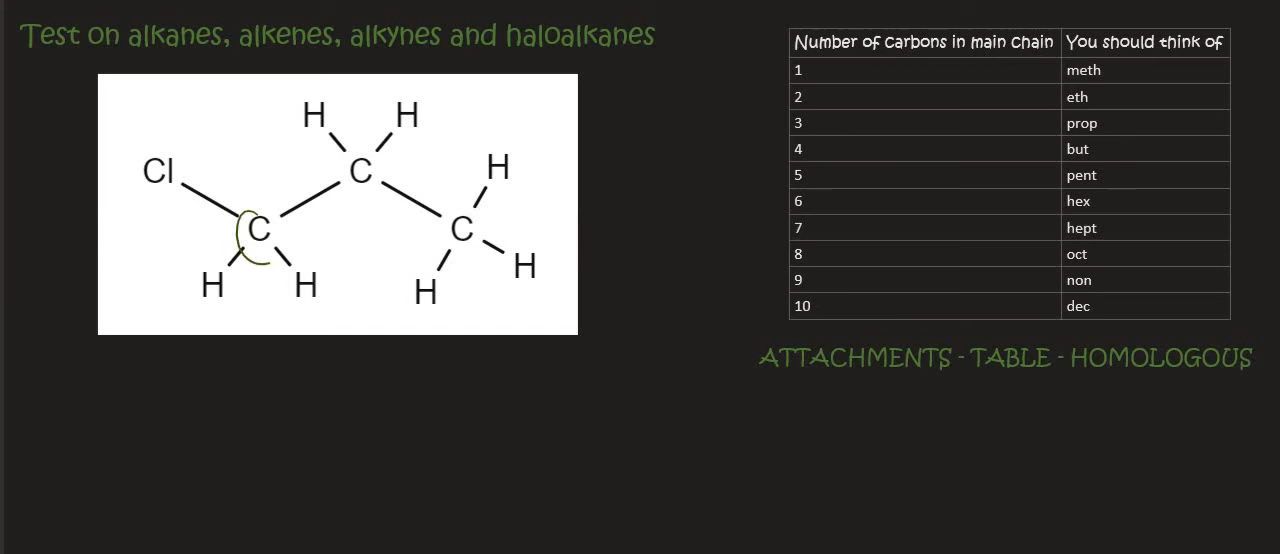 Test on alkanes, alkenes, alkynes and haloalkanes
H H
Cl C H
C C
H H H H
Number of carbons in main chain You should think of
1 meth
2 eth
3 prop
4 but
5 pent
6 hex
7 hept
8 oct
9 non
10 dec
ATTACHMENTS - TABLE - HOMOLOGOUS